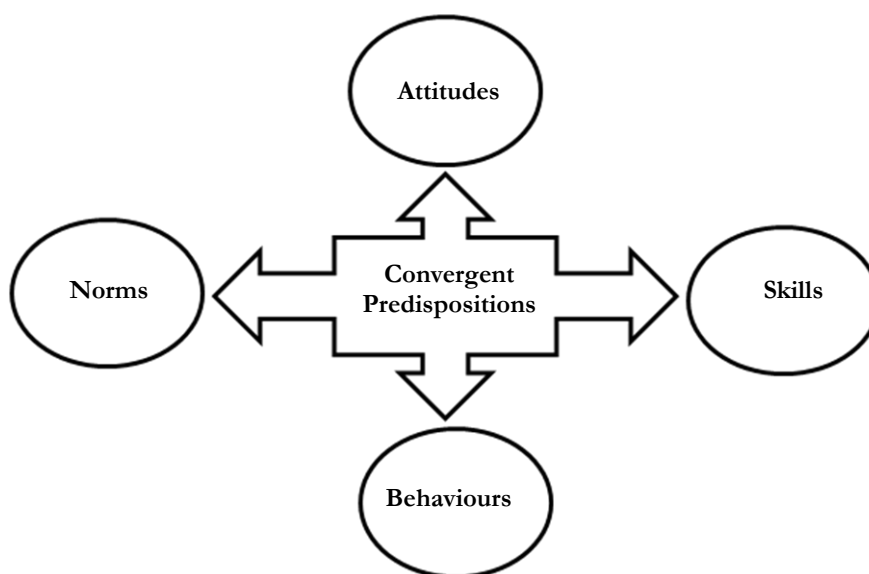 Attitudes
Norms
Convergent
Predispositions
Skills
Behaviours